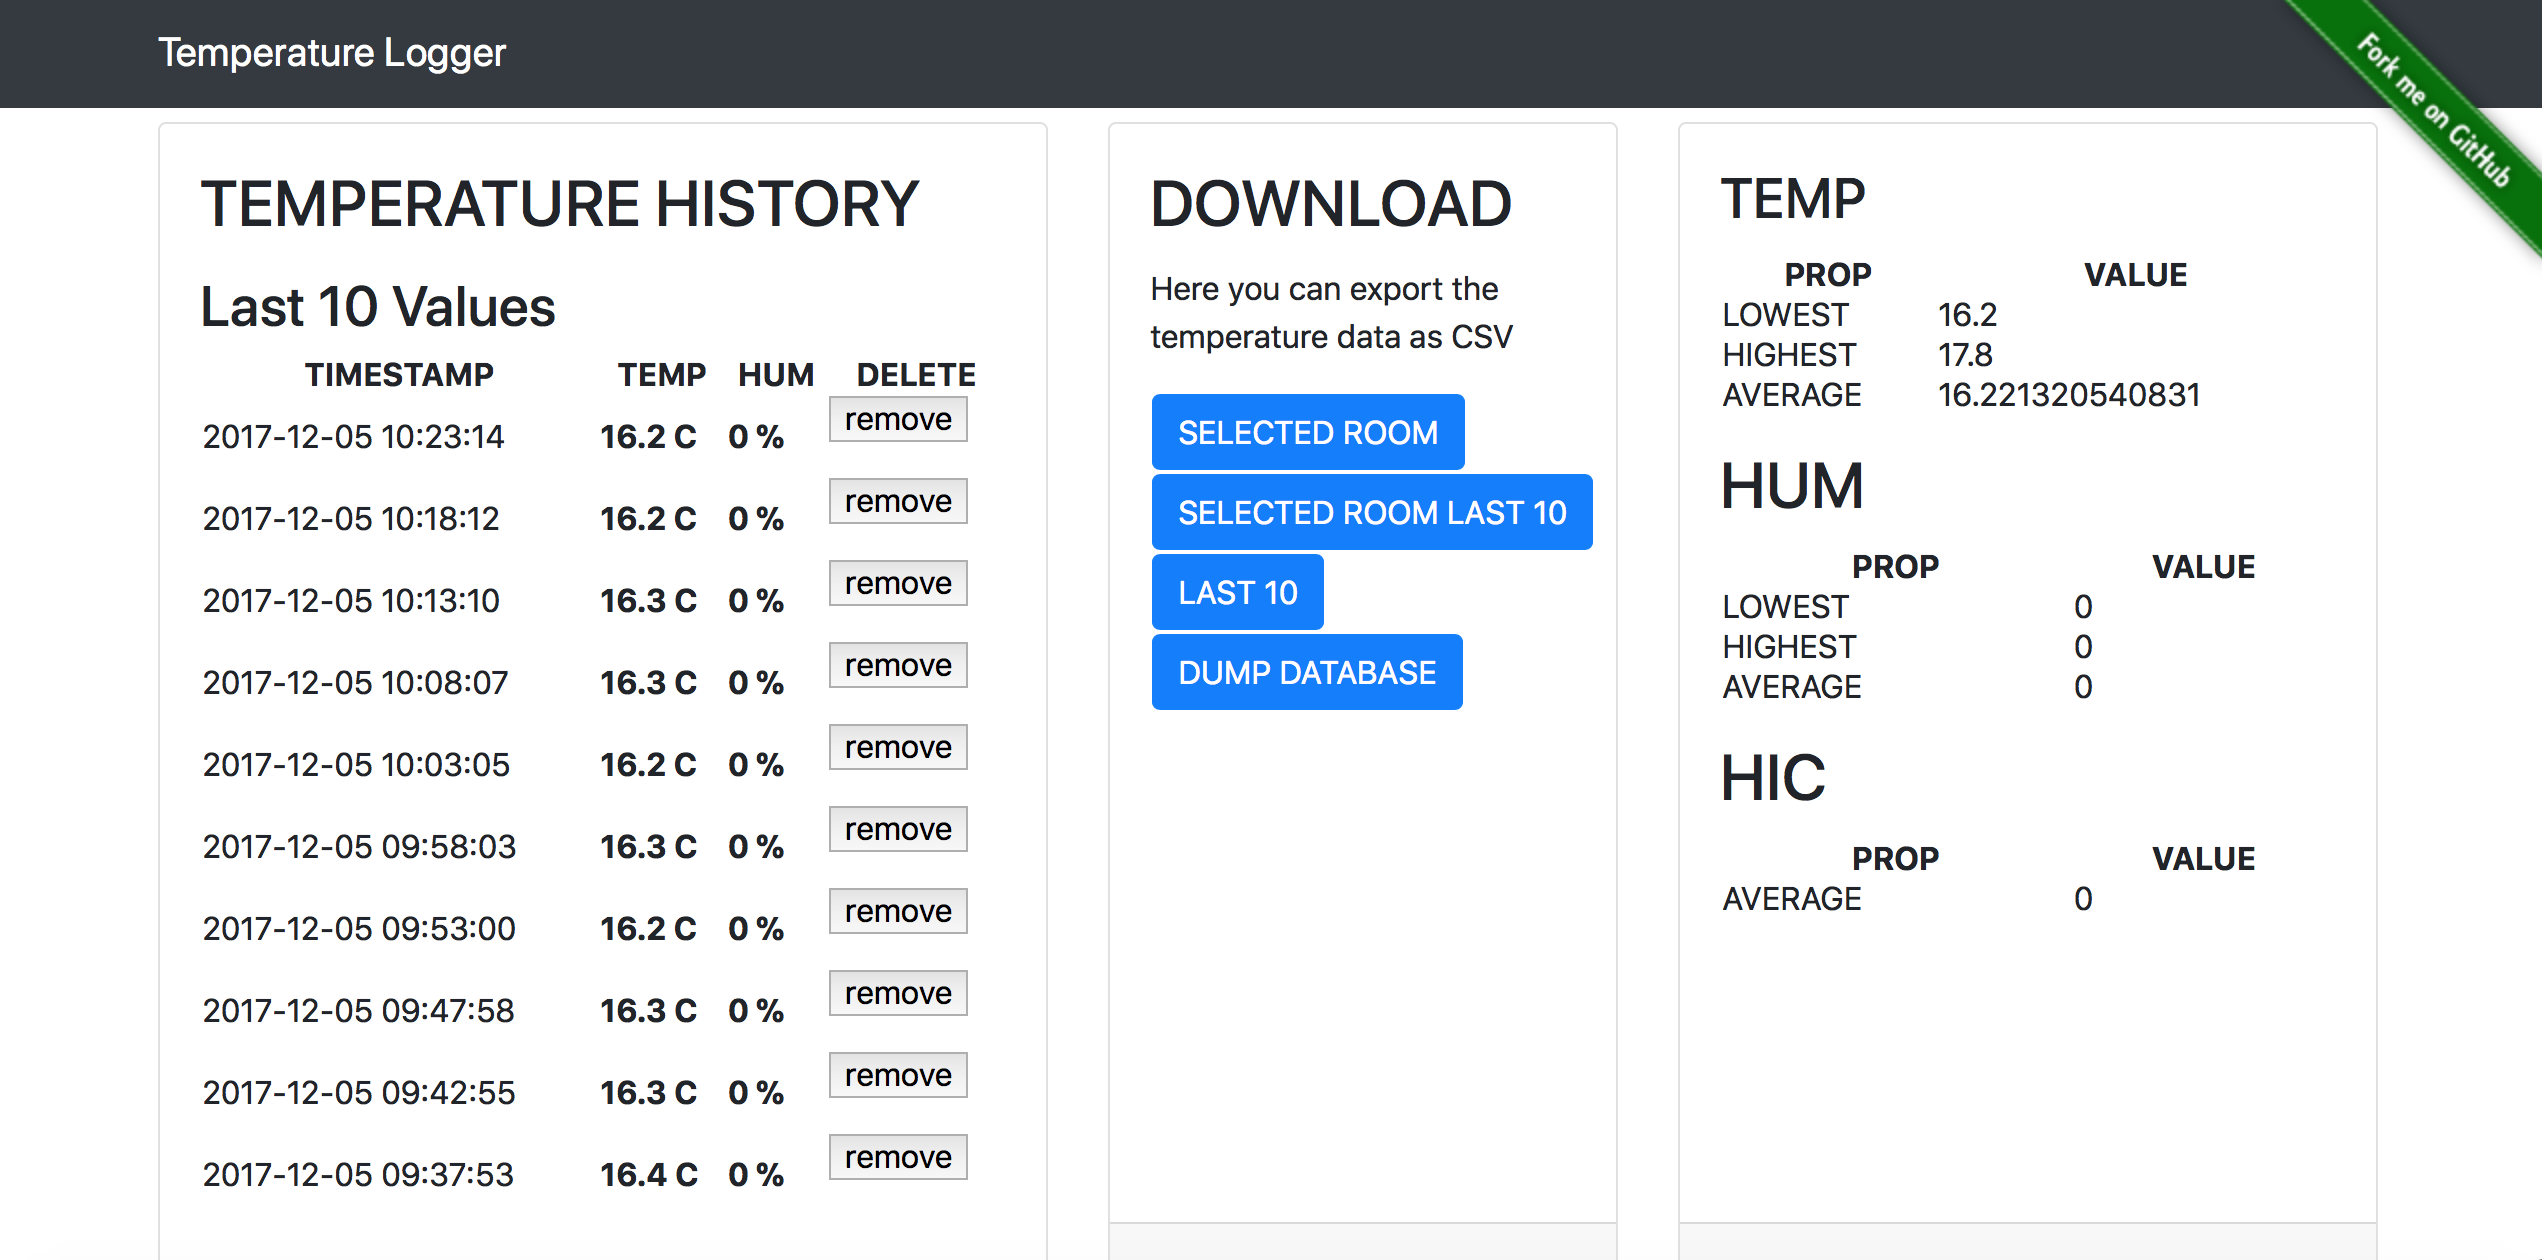 Temperature Logger
Fork me on GitHub
TEMPERATURE HISTORY
Last 10 Values
TIMESTAMP TEMP HUM DELETE
2017-12-05 10:23:14 16.2 C 0 % remove
2017-12-05 10:18:12 16.2 C 0 % remove
2017-12-05 10:13:10 16.3 C 0 % remove
2017-12-05 10:08:07 16.3 C 0 % remove
2017-12-05 10:03:05 16.2 C 0 % remove
2017-12-05 09:58:03 16.3 C 0 % remove
2017-12-05 09:53:00 16.2 C 0 % remove
2017-12-05 09:47:58 16.3 C 0 % remove
2017-12-05 09:42:55 16.3 C 0 % remove
2017-12-05 09:37:53 16.4 C 0 % remove
DOWNLOAD
Here you can export the
temperature data as CSV
SELECTED ROOM
SELECTED ROOM LAST 10
LAST 10
DUMP DATABASE
TEMP
PROP VALUE
LOWEST 16.2
HIGHEST 17.8
AVERAGE 16.221320540831
HUM
PROP VALUE
LOWEST 0
HIGHEST 0
AVERAGE 0
HIC
PROP VALUE
AVERAGE 0